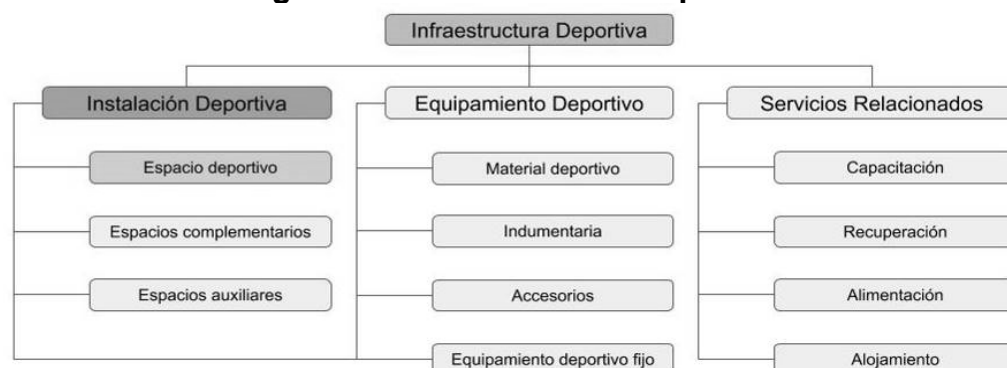 Infraestructura Deportiva
Instalación Deportiva
Equipamiento Deportivo
Servicios Relacionados
Espacio deportivo
Material deportivo
Capacitación
Espacios complementarios
Indumentaria
Recuperación
Espacios auxiliares
Accesorios
Alimentación
Equipamiento deportivo fijo
Alojamiento